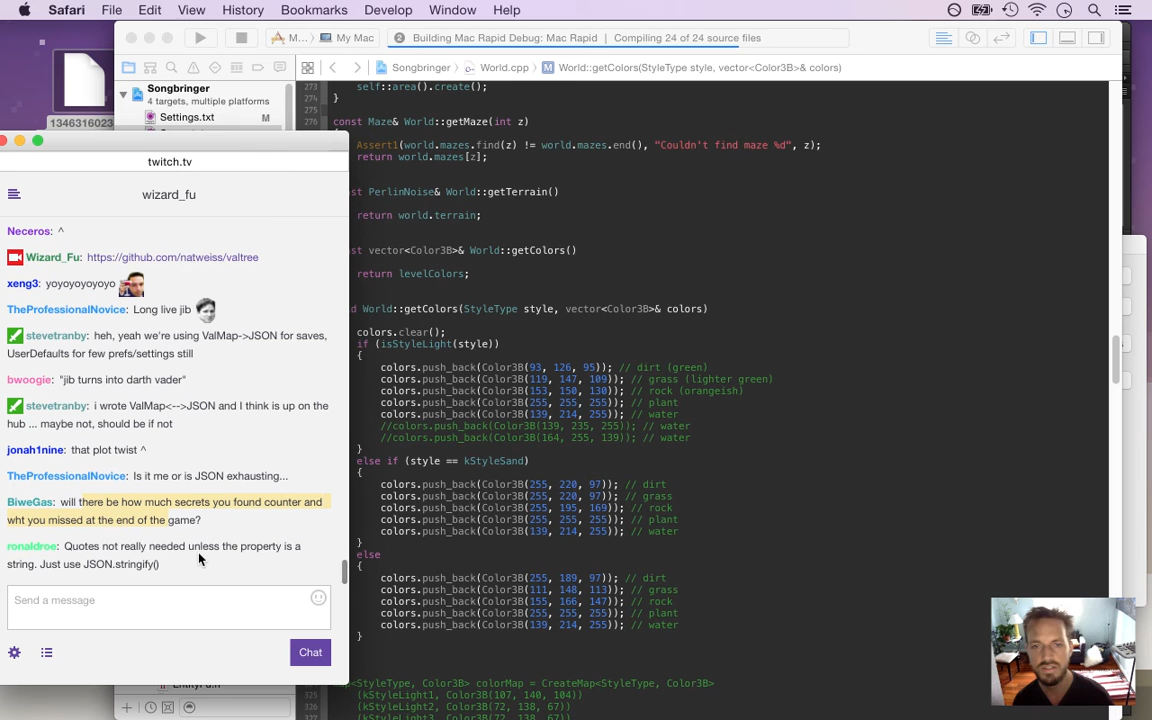 Safari File Edit View History Bookmarks Develop Window Help
M... My Mac
2 Building Mac Rapid Debug: Mac Rapid | Compiling 24 of 24 source files
Songbringer World.cpp World::getColors(StyleType style, vector<Color3B>& colors)
Songbringer
4 targets, multiple platforms
Settings.txt M
1346316023
twitch.tv
wizard_fu
Neceros: ^
Wizard_Fu: https://github.com/natweiss/valtree
xeng3: yoyoyoyoyoyo
TheProfessionalNovice: Long live jib
stevetranby: heh, yeah we're using ValMap->JSON for saves,
UserDefaults for few prefs/settings still
bwoogie: "jib turns into darth vader"
stevetranby: i wrote ValMap<-->JSON and I think is up on the
hub ... maybe not, should be if not
jonah1nine: that plot twist ^
TheProfessionalNovice: Is it me or is JSON exhausting...
BiweGas: will there be how much secrets you found counter and
wht you missed at the end of the game?
ronaldroe: Quotes not really needed unless the property is a
string. Just use JSON.stringify()
Send a message
Chat
273 self::area().create();
274 }
275
276 const Maze& World::getMaze(int z)
Assert1(world.mazes.find(z) != world.mazes.end(), "Couldn't find maze %d", z);
return world.mazes[z];
st PerlinNoise& World::getTerrain()
return world.terrain;
st vector<Color3B>& World::getColors()
return levelColors;
d World::getColors(StyleType style, vector<Color3B>& colors)
colors.clear();
if (isStyleLight(style))
{
colors.push_back(Color3B(93, 126, 95)); // dirt (green)
colors.push_back(Color3B(119, 147, 109)); // grass (lighter green)
colors.push_back(Color3B(153, 150, 130)); // rock (orangeish)
colors.push_back(Color3B(255, 255, 255)); // plant
colors.push_back(Color3B(139, 214, 255)); // water
//colors.push_back(Color3B(139, 235, 255)); // water
//colors.push_back(Color3B(164, 255, 139)); // water
}
else if (style == kStyleSand)
{
colors.push_back(Color3B(255, 220, 97)); // dirt
colors.push_back(Color3B(255, 220, 97)); // grass
colors.push_back(Color3B(255, 195, 169)); // rock
colors.push_back(Color3B(255, 255, 255)); // plant
colors.push_back(Color3B(139, 214, 255)); // water
}
else
{
colors.push_back(Color3B(255, 189, 97)); // dirt
colors.push_back(Color3B(111, 148, 113)); // grass
colors.push_back(Color3B(155, 166, 147)); // rock
colors.push_back(Color3B(255, 255, 255)); // plant
colors.push_back(Color3B(139, 214, 255)); // water
}
p<StyleType, Color3B> colorMap = CreateMap<StyleType, Color3B>
325 (kStyleLight1, Color3B(107, 140, 104))
326 (kStyleLight2, Color3B(72, 138, 67))
327 (kStyleLight3, Color3B(72, 138, 67))